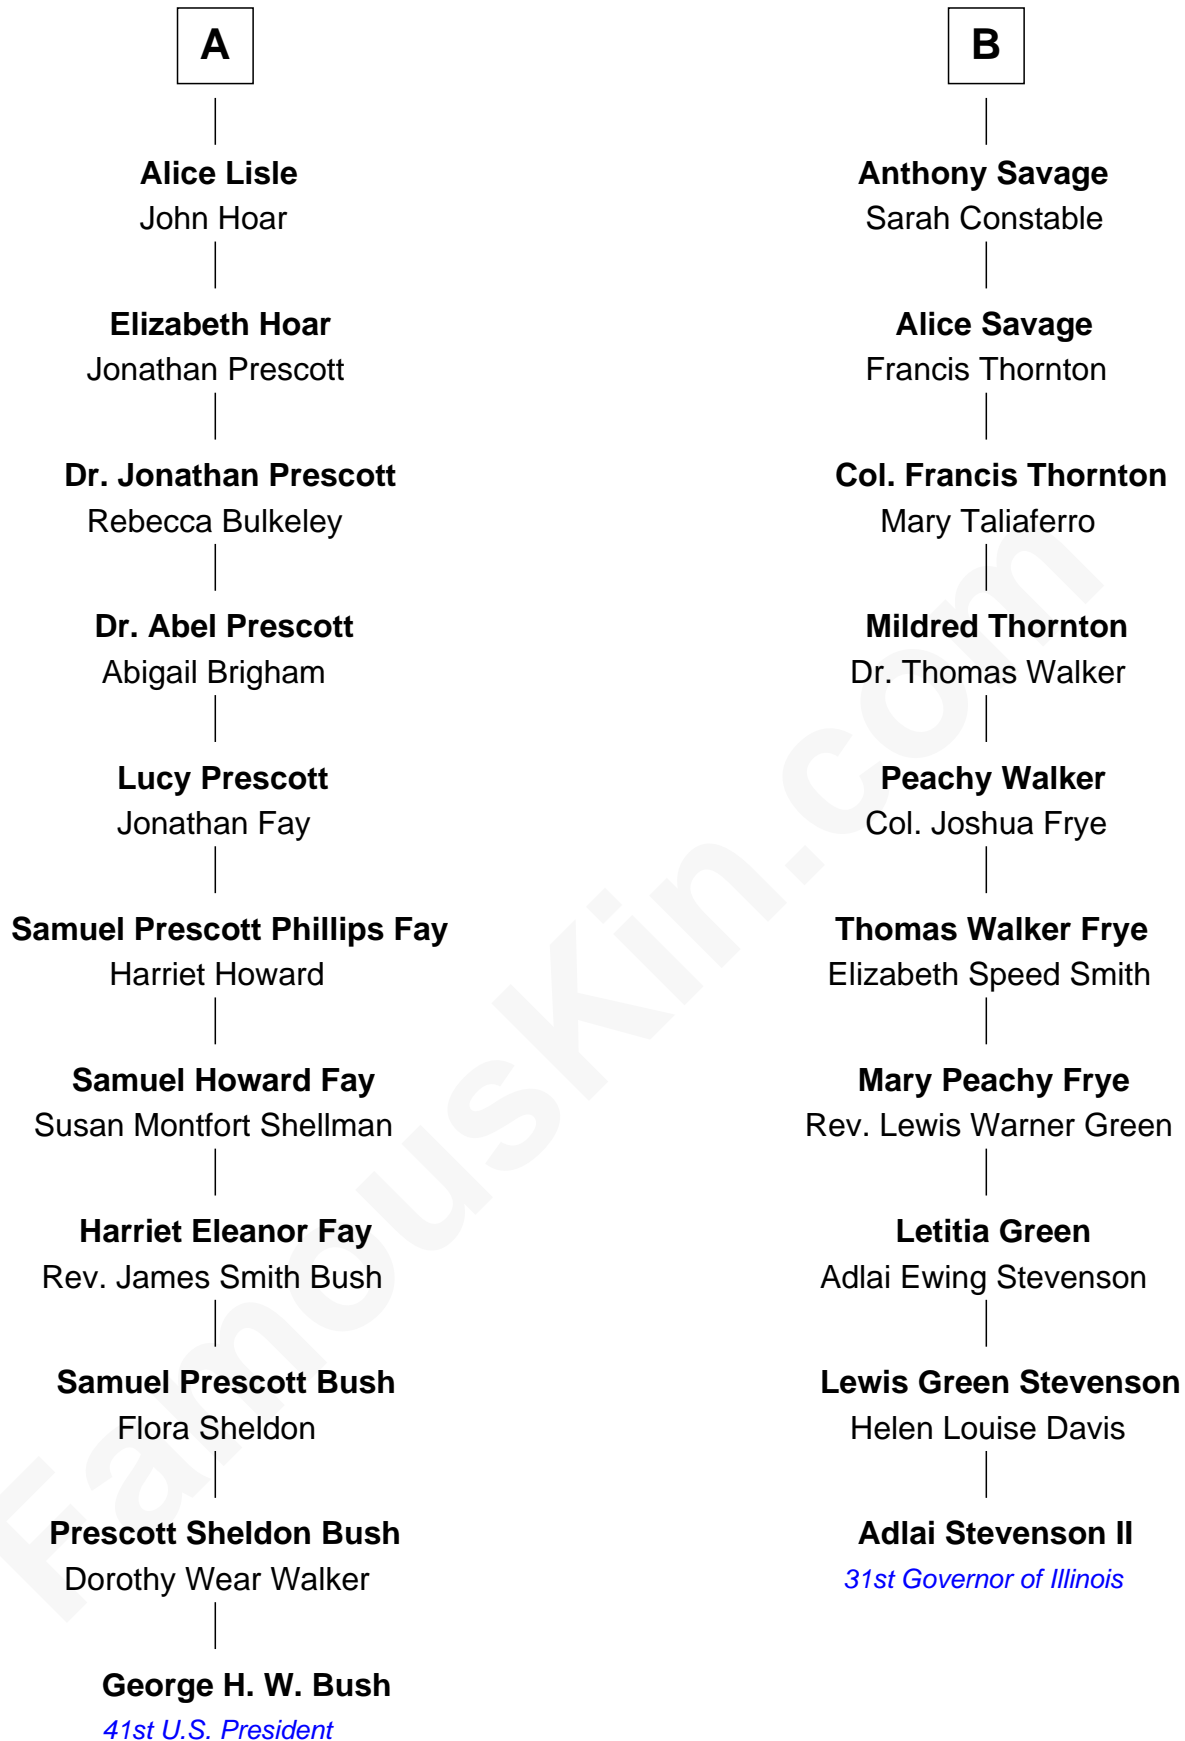 A
Alice Lisle
John Hoar
Elizabeth Hoar
Jonathan Prescott
Dr. Jonathan Prescott
Rebecca Bulkeley
Dr. Abel Prescott
Abigail Brigham
Lucy Prescott
Jonathan Fay
Samuel Prescott Phillips Fay
Harriet Howard
Samuel Howard Fay
Susan Montfort Shellman
Harriet Eleanor Fay
Rev. James Smith Bush
Samuel Prescott Bush
Flora Sheldon
Prescott Sheldon Bush
Dorothy Wear Walker
George H. W. Bush
41st U.S. President
B
Anthony Savage
Sarah Constable
Alice Savage
Francis Thornton
Col. Francis Thornton
Mary Taliaferro
Mildred Thornton
Dr. Thomas Walker
Peachy Walker
Col. Joshua Frye
Thomas Walker Frye
Elizabeth Speed Smith
Mary Peachy Frye
Rev. Lewis Warner Green
Letitia Green
Adlai Ewing Stevenson
Lewis Green Stevenson
Helen Louise Davis
Adlai Stevenson II
31st Governor of Illinois
FamousKin.com